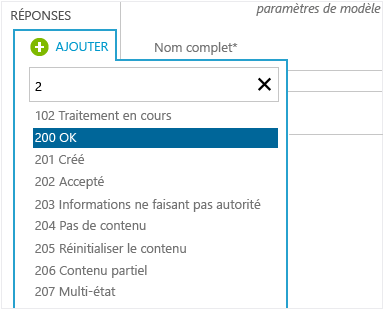 RÉPONSES
paramètres de modèle
AJOUTER
Nom complet*
2
102 Traitement en cours
200 OK
201 Créé
202 Accepté
203 Informations ne faisant pas autorité
204 Pas de contenu
205 Réinitialiser le contenu
206 Contenu partiel
207 Multi-état